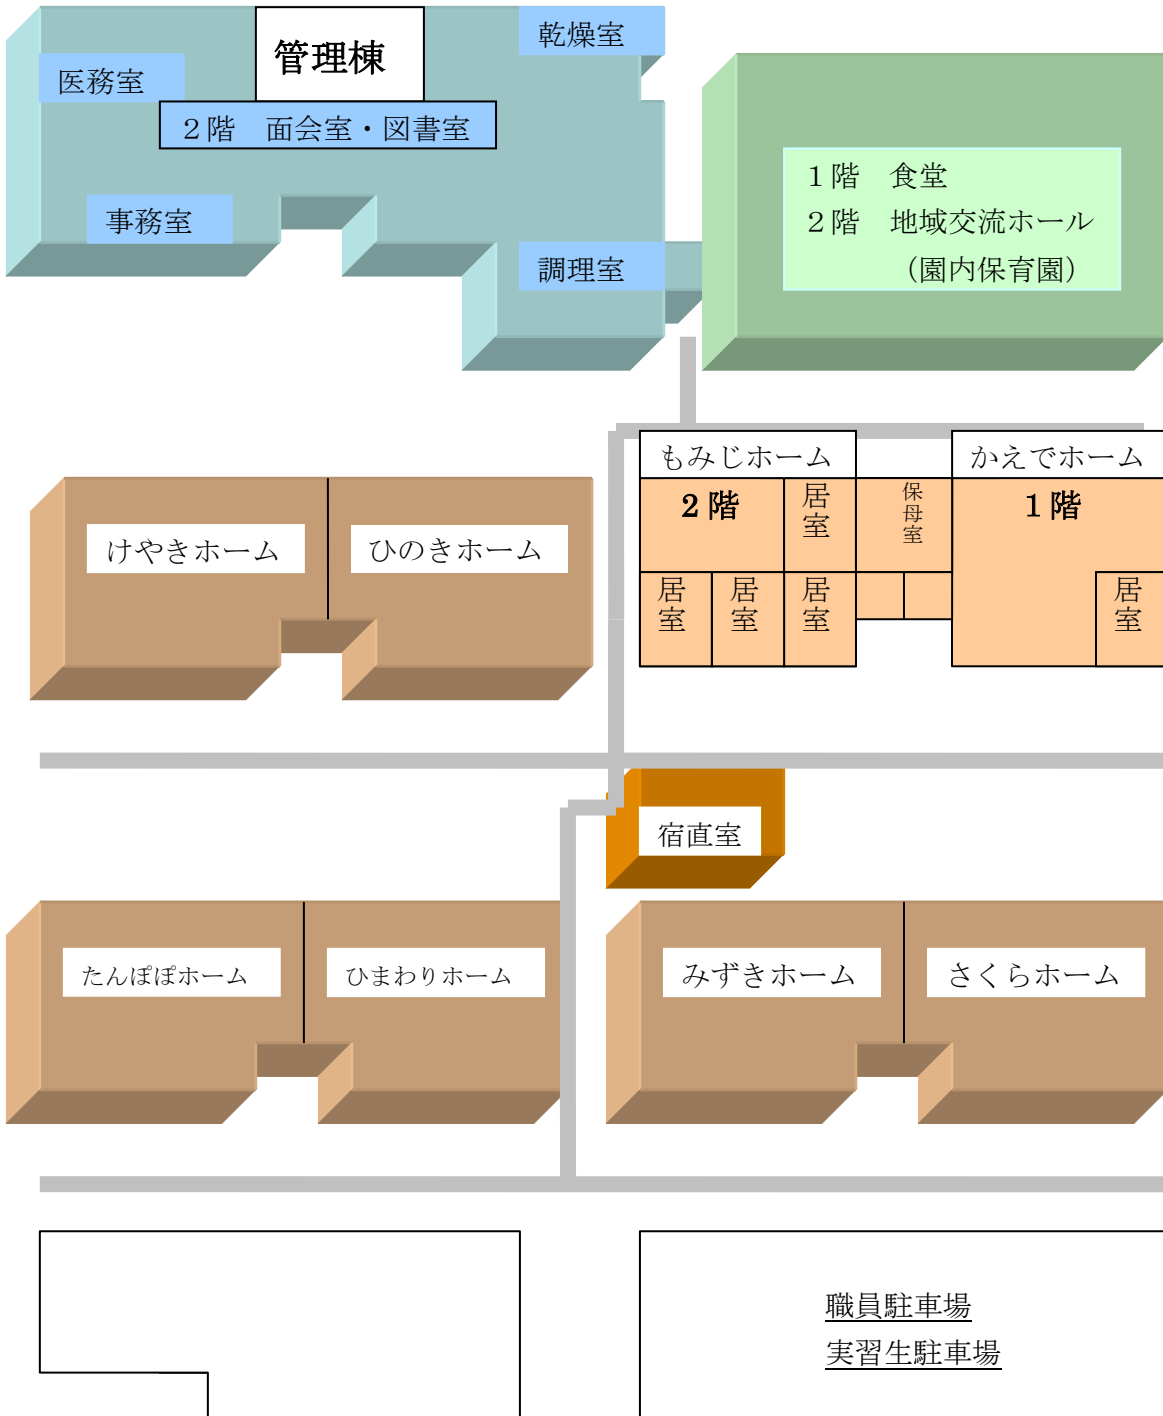 管理棟
乾燥室
医務室
２階　面会室・図書室
事務室
調理室
１階　食堂
２階　地域交流ホール
（園内保育園）
もみじホーム
かえでホーム
２階
居室
保母室
１階
居室
居室
居室
居室
けやきホーム
ひのきホーム
宿直室
たんぽぽホーム
ひまわりホーム
みずきホーム
さくらホーム
職員駐車場
実習生駐車場